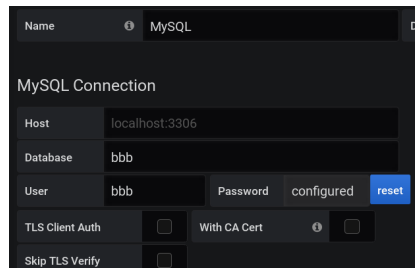 Name MySQL D
MySQL Connection
Host localhost:3306
Database bbb
User bbb Password configured reset
TLS Client Auth With CA Cert
Skip TLS Verify